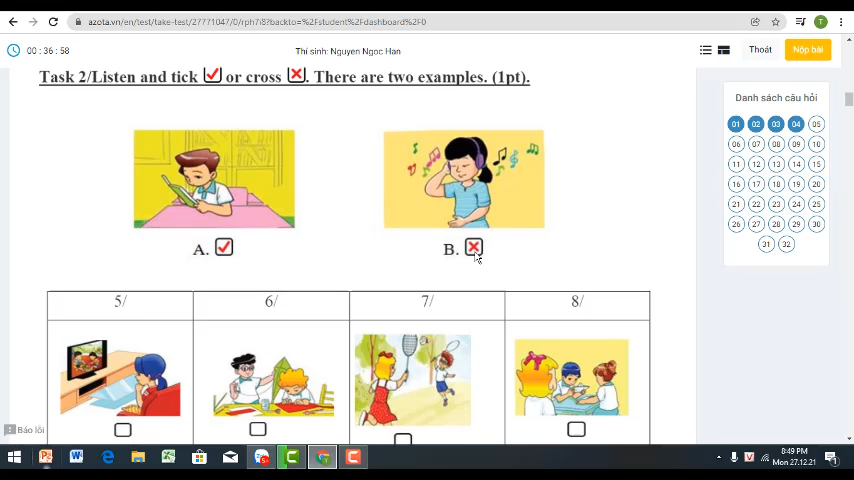 azota.vn/en/test/take-test/27771047/0/rph7i8?backto=%2Fstudent%2Fdashboard%2F0
T
00 : 36 : 58
Thí sinh: Nguyen Ngoc Han
Thoát
Nộp bài
Task 2/Listen and tick or cross . There are two examples. (1pt).
Danh sách câu hỏi
01 02 03 04 05
06 07 08 09 10
11 12 13 14 15
16 17 18 19 20
21 22 23 24 25
26 27 28 29 30
31 32
A.
B.
5/ 6/ 7/ 8/
Báo lỗi
8:49 PM
Mon 27.12.21